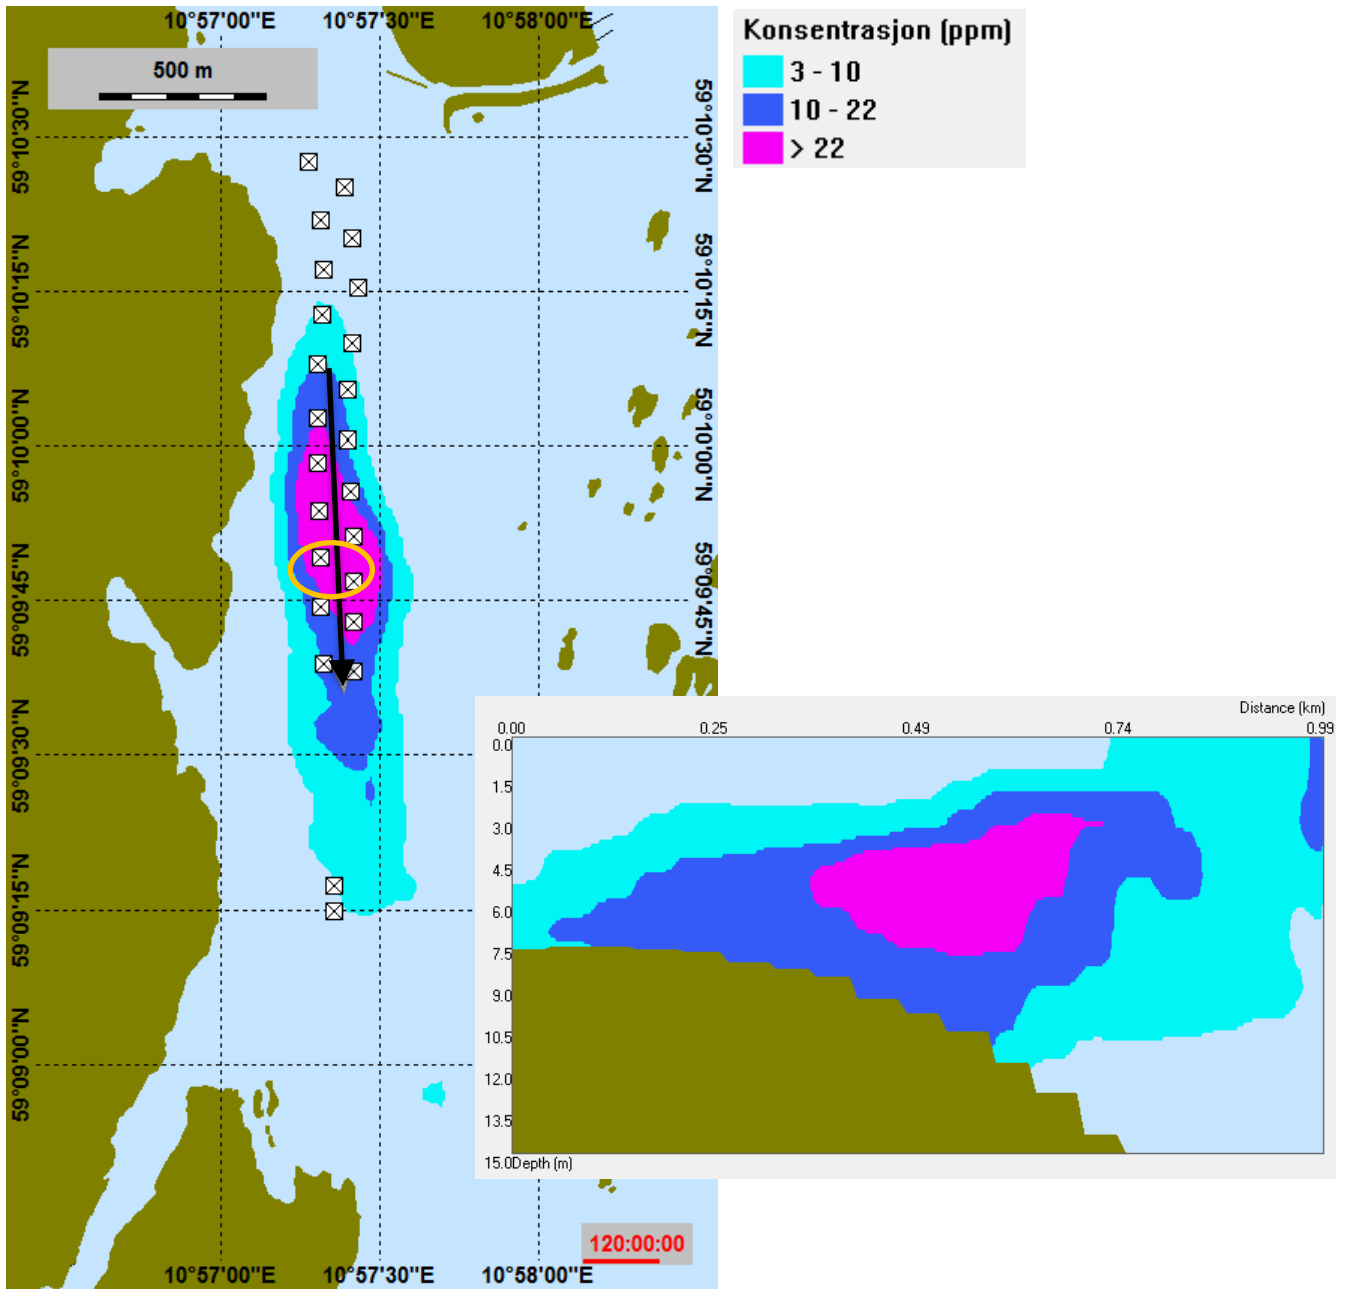 10°57'00"E 10°57'30"E 10°58'00"E
500 m
Konsentrasjon (ppm)
3 - 10
10 - 22
> 22
59°10'30"N 59°10'30"N
59°10'15"N 59°10'15"N
59°10'00"N 59°10'00"N
59°09'45"N 59°09'45"N
59°09'30"N
59°09'15"N
59°09'00"N
Distance (km)
0.00 0.25 0.49 0.74 0.99
0.0
1.5
3.0
4.5
6.0
7.5
9.0
10.5
12.0
13.5
15.0 Depth (m)
120:00:00
10°57'00"E 10°57'30"E 10°58'00"E